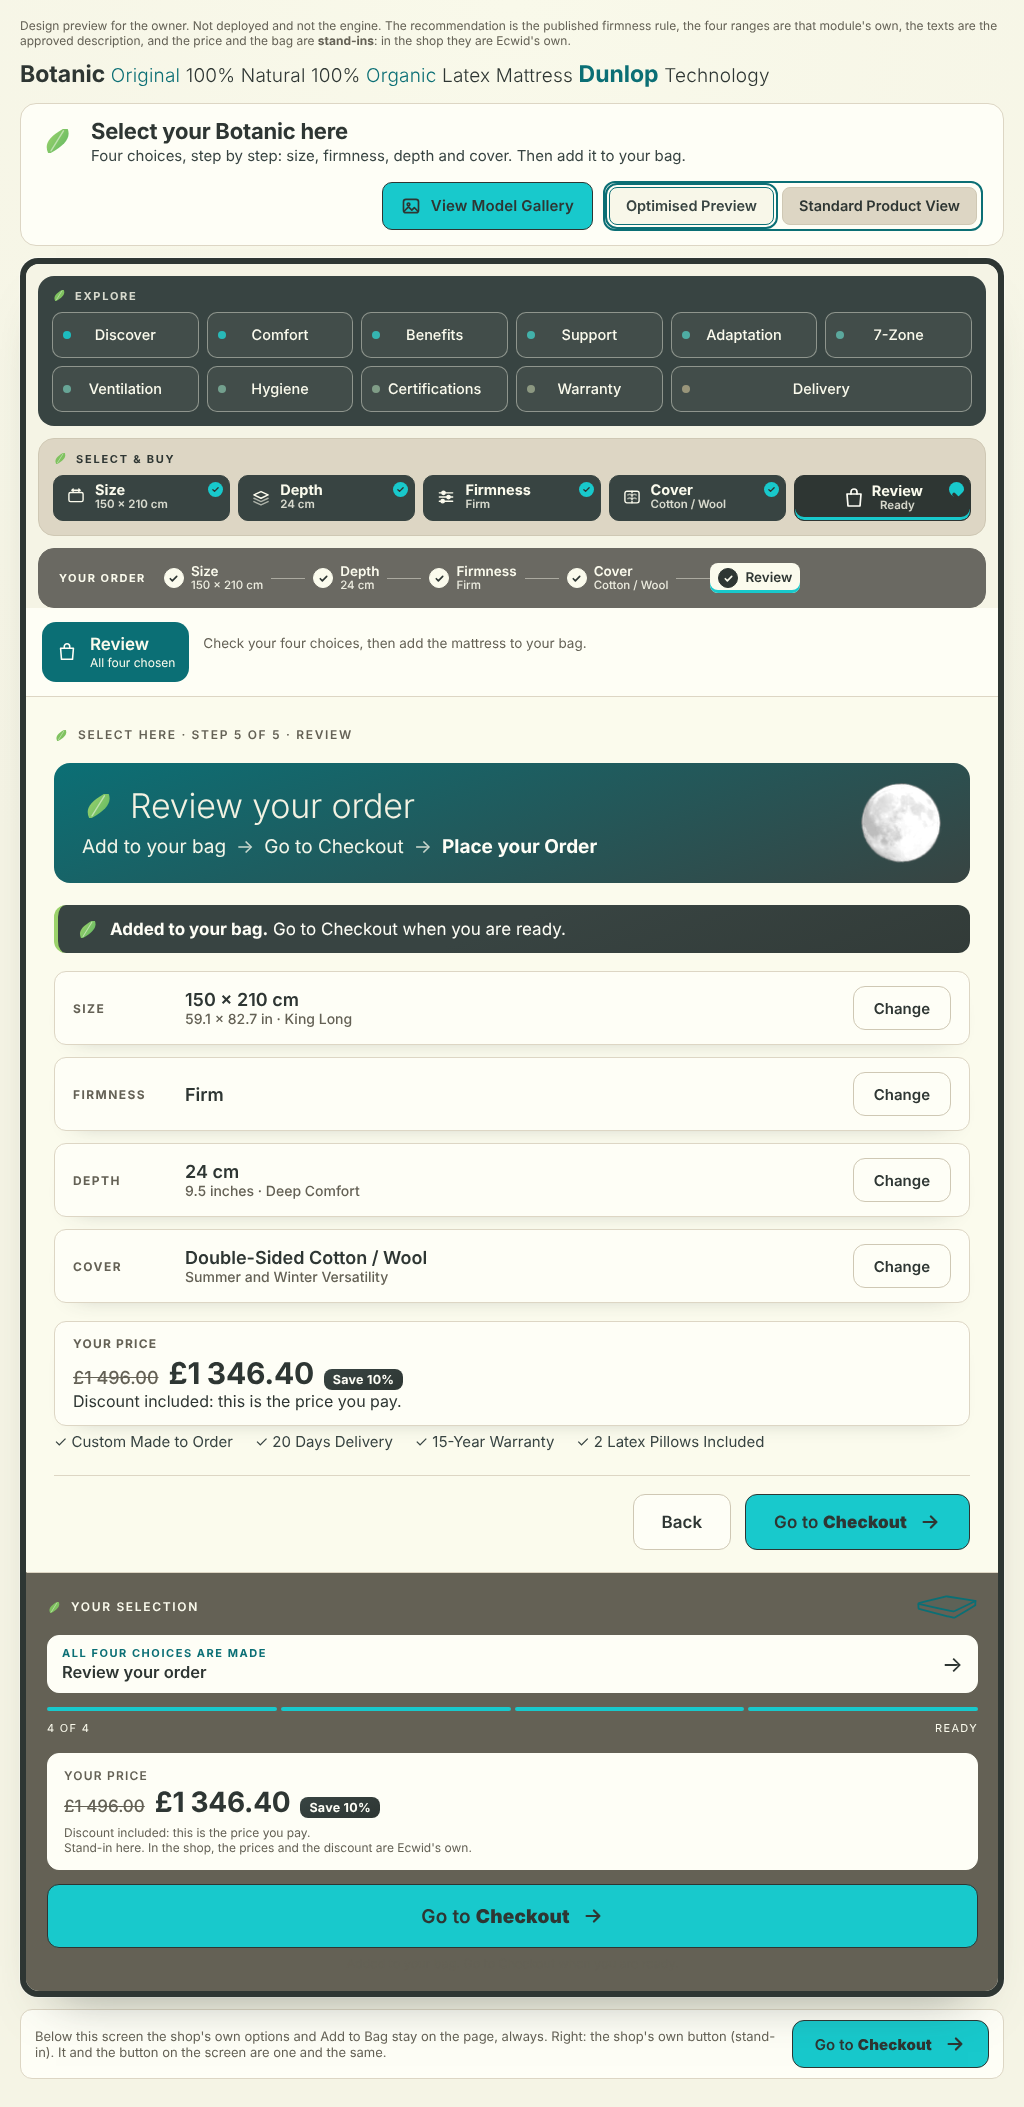 Design preview for the owner. Not deployed and not the engine. The recommendation is the published firmness rule, the four ranges are that module's own, the texts are the
approved description, and the price and the bag are stand-ins: in the shop they are Ecwid's own.
Botanic Original 100% Natural 100% Organic Latex Mattress Dunlop Technology
Select your Botanic here
Four choices, step by step: size, firmness, depth and cover. Then add it to your bag.
View Model Gallery
Optimised Preview
Standard Product View
EXPLORE
Discover
Comfort
Benefits
Support
Adaptation
7-Zone
Ventilation
Hygiene
Certifications
Warranty
Delivery
SELECT & BUY
Size
150 × 210 cm
Depth
24 cm
Firmness
Firm
Cover
Cotton / Wool
Review
Ready
YOUR ORDER
Size
150 × 210 cm
Depth
24 cm
Firmness
Firm
Cover
Cotton / Wool
Review
Review
All four chosen
Check your four choices, then add the mattress to your bag.
SELECT HERE · STEP 5 OF 5 · REVIEW
Review your order
Add to your bag → Go to Checkout → Place your Order
Added to your bag. Go to Checkout when you are ready.
SIZE
150 × 210 cm
59.1 × 82.7 in · King Long
Change
FIRMNESS
Firm
Change
DEPTH
24 cm
9.5 inches · Deep Comfort
Change
COVER
Double-Sided Cotton / Wool
Summer and Winter Versatility
Change
YOUR PRICE
£1 496.00 £1 346.40 Save 10%
Discount included: this is the price you pay.
✓ Custom Made to Order ✓ 20 Days Delivery ✓ 15-Year Warranty ✓ 2 Latex Pillows Included
Back
Go to Checkout →
YOUR SELECTION
ALL FOUR CHOICES ARE MADE
Review your order →
4 OF 4
READY
YOUR PRICE
£1 496.00 £1 346.40 Save 10%
Discount included: this is the price you pay.
Stand-in here. In the shop, the prices and the discount are Ecwid's own.
Go to Checkout →
Below this screen the shop's own options and Add to Bag stay on the page, always. Right: the shop's own button (stand-
in). It and the button on the screen are one and the same.
Go to Checkout →